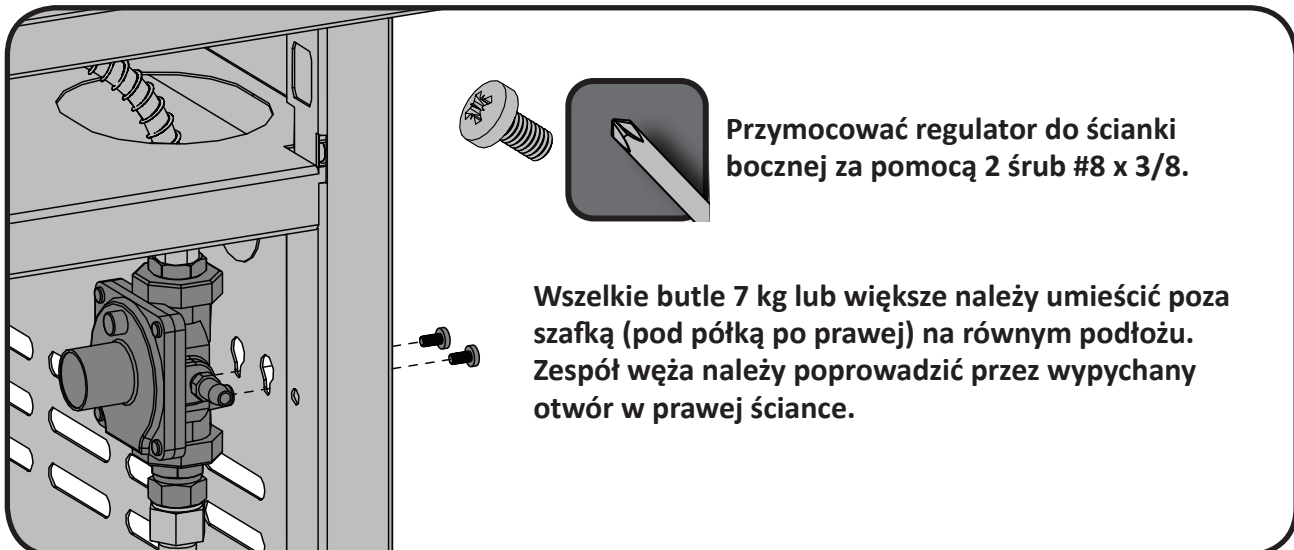 Przymocować regulator do ścianki
bocznej za pomocą 2 śrub #8 x 3/8.
Wszelkie butle 7 kg lub większe należy umieścić poza
szafką (pod półką po prawej) na równym podłożu.
Zespół węża należy poprowadzić przez wypychany
otwór w prawej ściance.